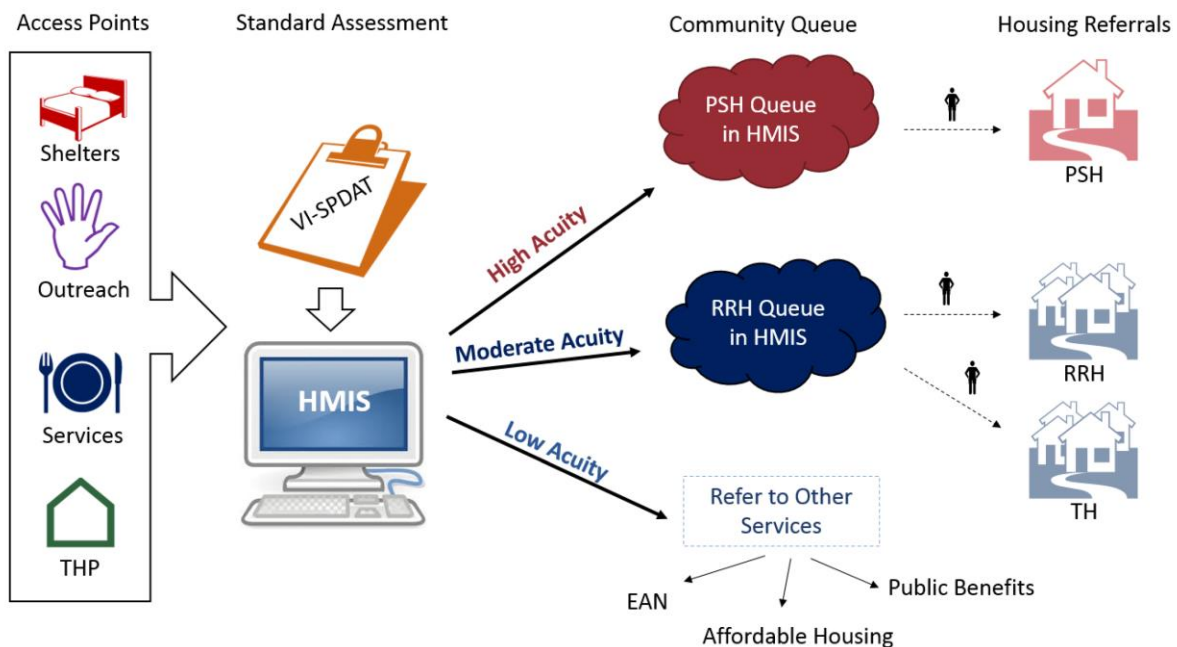 Access Points
Standard Assessment
Community Queue
Housing Referrals
Shelters
Outreach
Services
THP
VI-SPDAT
HMIS
High Acuity
Moderate Acuity
Low Acuity
PSH Queue
in HMIS
RRH Queue
in HMIS
Refer to Other
Services
EAN
Affordable Housing
Public Benefits
PSH
RRH
TH